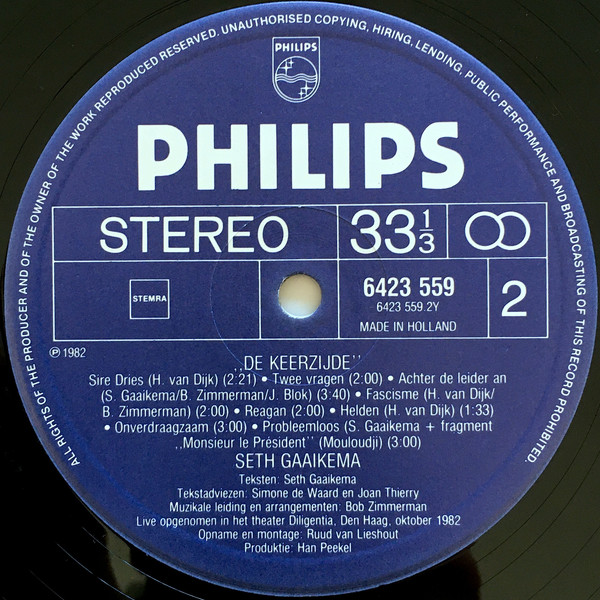 ALL RIGHTS OF THE PRODUCER AND OF THE OWNER OF THE WORK REPRODUCED RESERVED. UNAUTHORISED COPYING, HIRING, LENDING, PUBLIC PERFORMANCE AND BROADCASTING OF THIS RECORD PROHIBITED.
PHILIPS
PHILIPS
STEREO
33 1/3
STEMRA
6423 559
6423 559.2Y
MADE IN HOLLAND
2
℗ 1982
,,DE KEERZIJDE''
Sire Dries (H. van Dijk) (2:21) • Twee vragen (2:00) • Achter de leider an
(S. Gaaikema/B. Zimmerman/J. Blok) (3:40) • Fascisme (H. van Dijk/
B. Zimmerman) (2:00) • Reagan (2:00) • Helden (H. van Dijk) (1:33)
• Onverdraagzaam (3:00) • Probleemloos (S. Gaaikema + fragment
,,Monsieur le Président'' (Mouloudji) (3:00)
SETH GAAIKEMA
Teksten: Seth Gaaikema
Tekstadviezen: Simone de Waard en Joan Thierry
Muzikale leiding en arrangementen: Bob Zimmerman
Live opgenomen in het theater Diligentia, Den Haag, oktober 1982
Opname en montage: Ruud van Lieshout
Produktie: Han Peekel